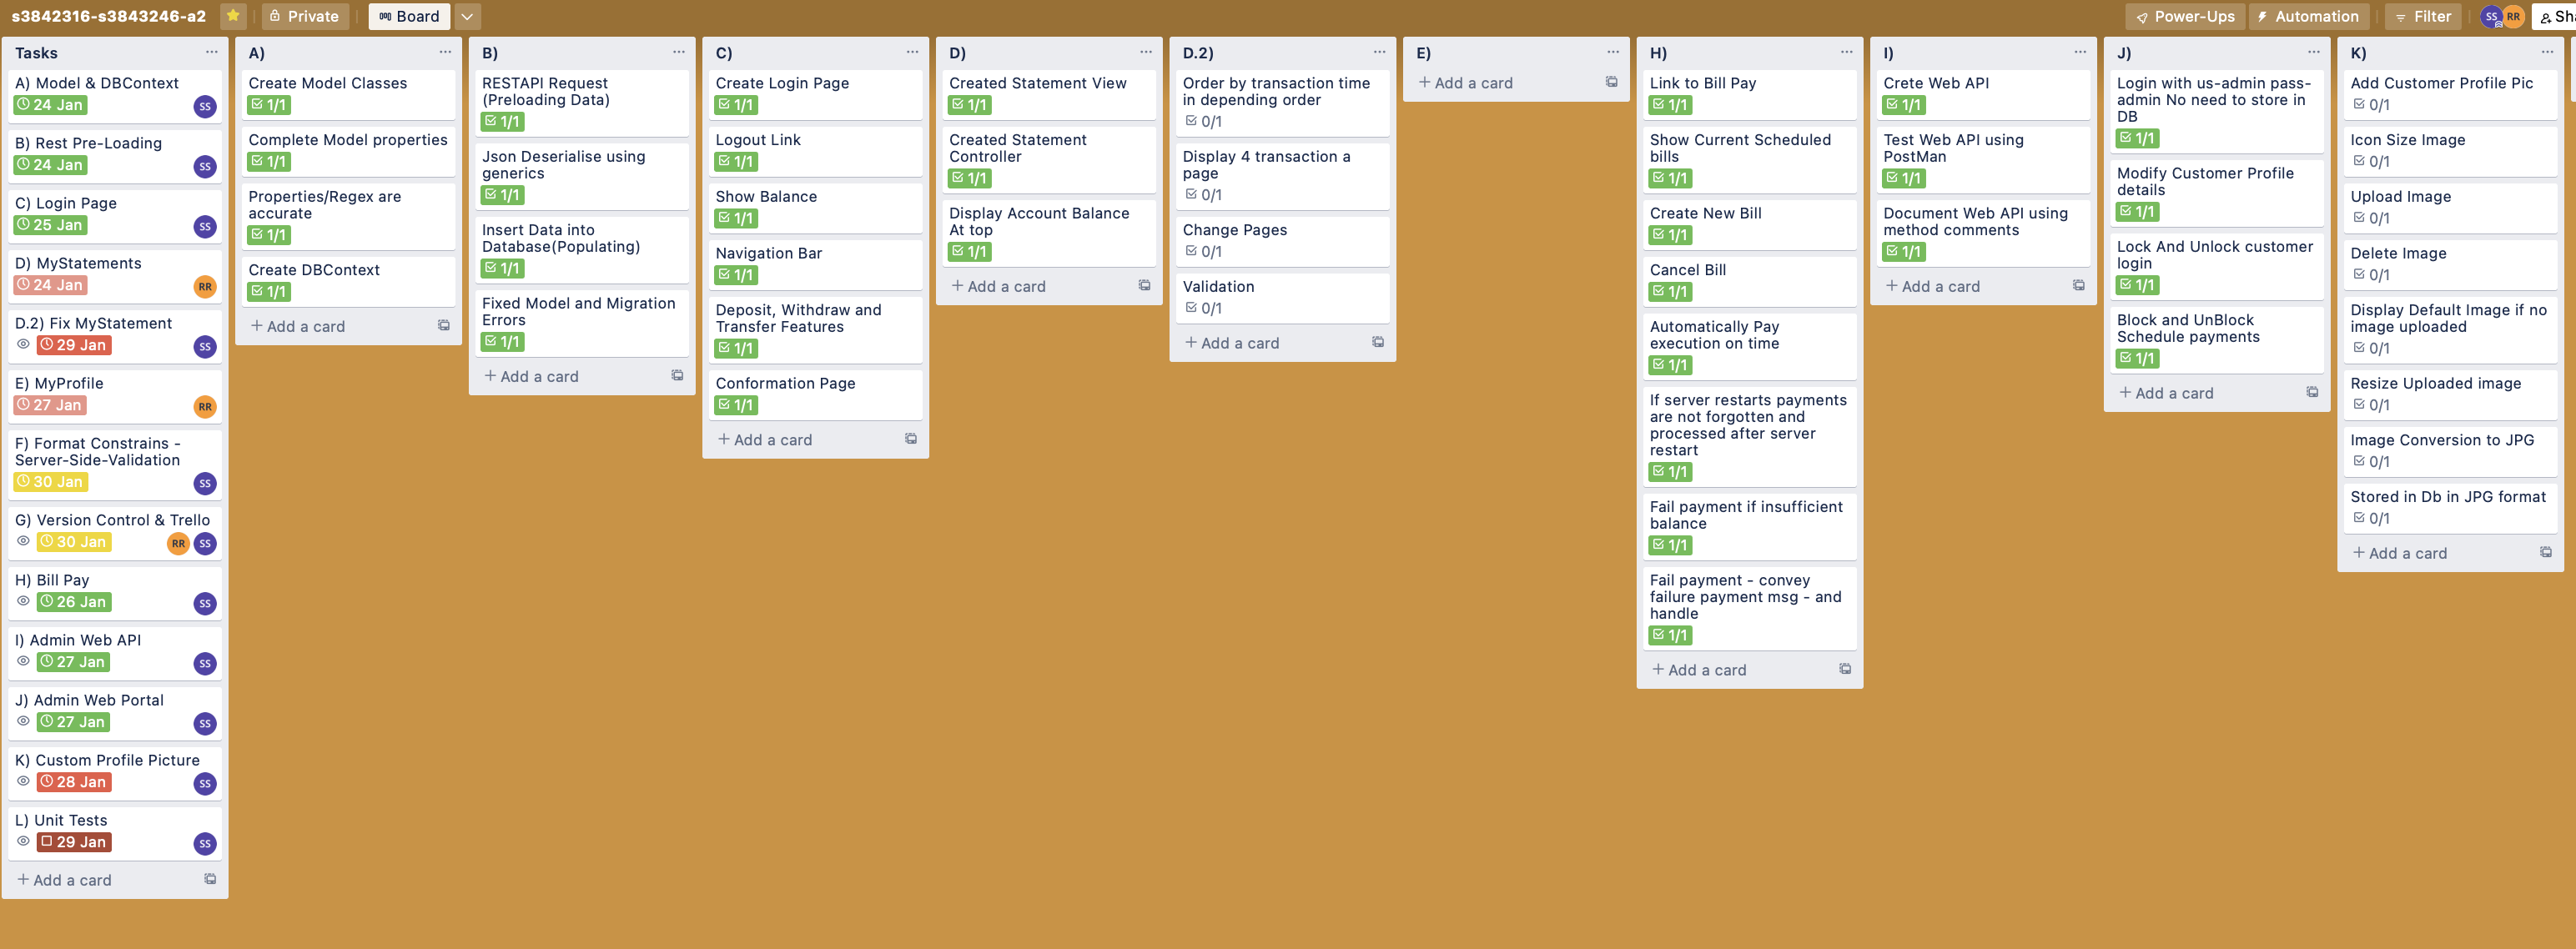 s3842316-s3843246-a2
Private
Board
Power-Ups
Automation
Filter
SS
RR
Sh
Tasks
A) Model & DBContext
24 Jan
SS
B) Rest Pre-Loading
24 Jan
SS
C) Login Page
25 Jan
SS
D) MyStatements
24 Jan
RR
D.2) Fix MyStatement
29 Jan
SS
E) MyProfile
27 Jan
RR
F) Format Constrains -
Server-Side-Validation
30 Jan
SS
G) Version Control & Trello
30 Jan
RR
SS
H) Bill Pay
26 Jan
SS
I) Admin Web API
27 Jan
SS
J) Admin Web Portal
27 Jan
SS
K) Custom Profile Picture
28 Jan
SS
L) Unit Tests
29 Jan
SS
+ Add a card
A)
Create Model Classes
1/1
Complete Model properties
1/1
Properties/Regex are
accurate
1/1
Create DBContext
1/1
+ Add a card
B)
RESTAPI Request
(Preloading Data)
1/1
Json Deserialise using
generics
1/1
Insert Data into
Database(Populating)
1/1
Fixed Model and Migration
Errors
1/1
+ Add a card
C)
Create Login Page
1/1
Logout Link
1/1
Show Balance
1/1
Navigation Bar
1/1
Deposit, Withdraw and
Transfer Features
1/1
Conformation Page
1/1
+ Add a card
D)
Created Statement View
1/1
Created Statement
Controller
1/1
Display Account Balance
At top
1/1
+ Add a card
D.2)
Order by transaction time
in depending order
0/1
Display 4 transaction a
page
0/1
Change Pages
0/1
Validation
0/1
+ Add a card
E)
+ Add a card
H)
Link to Bill Pay
1/1
Show Current Scheduled
bills
1/1
Create New Bill
1/1
Cancel Bill
1/1
Automatically Pay
execution on time
1/1
If server restarts payments
are not forgotten and
processed after server
restart
1/1
Fail payment if insufficient
balance
1/1
Fail payment - convey
failure payment msg - and
handle
1/1
+ Add a card
I)
Crete Web API
1/1
Test Web API using
PostMan
1/1
Document Web API using
method comments
1/1
+ Add a card
J)
Login with us-admin pass-
admin No need to store in
DB
1/1
Modify Customer Profile
details
1/1
Lock And Unlock customer
login
1/1
Block and UnBlock
Schedule payments
1/1
+ Add a card
K)
Add Customer Profile Pic
0/1
Icon Size Image
0/1
Upload Image
0/1
Delete Image
0/1
Display Default Image if no
image uploaded
0/1
Resize Uploaded image
0/1
Image Conversion to JPG
0/1
Stored in Db in JPG format
0/1
+ Add a card